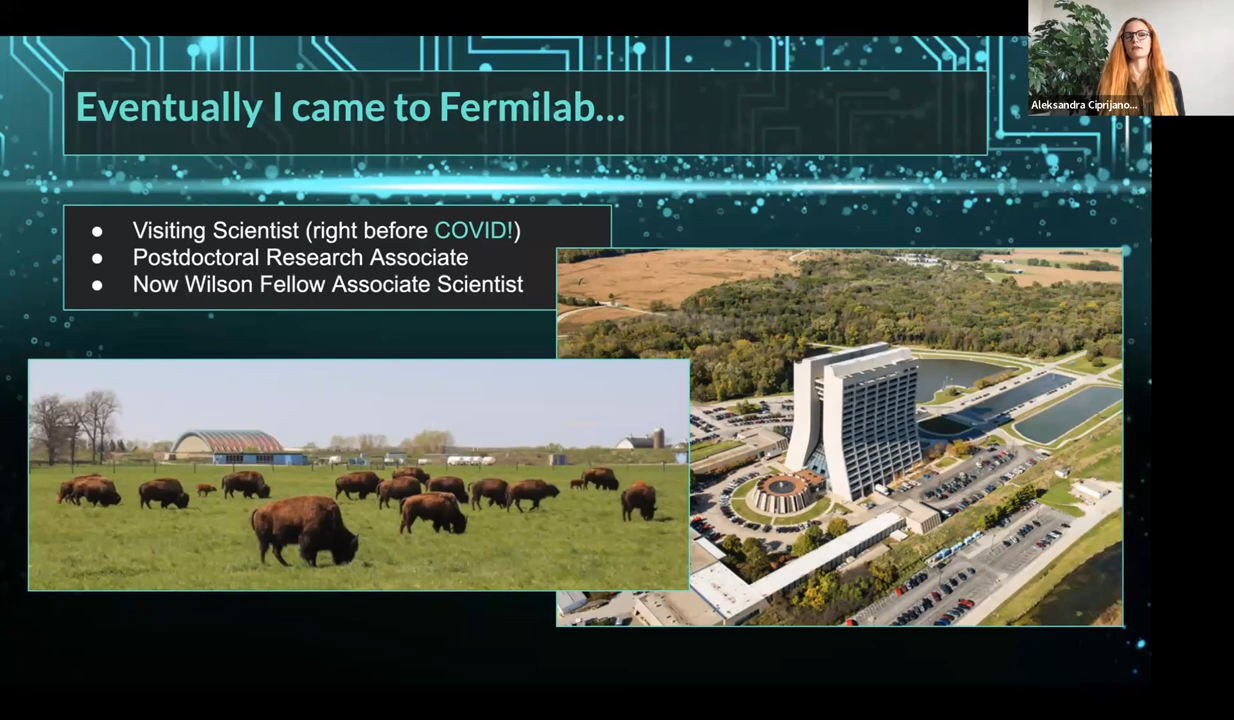 Eventually I came to Fermilab...
Aleksandra Ciprijano...
● Visiting Scientist (right before COVID!)
● Postdoctoral Research Associate
● Now Wilson Fellow Associate Scientist